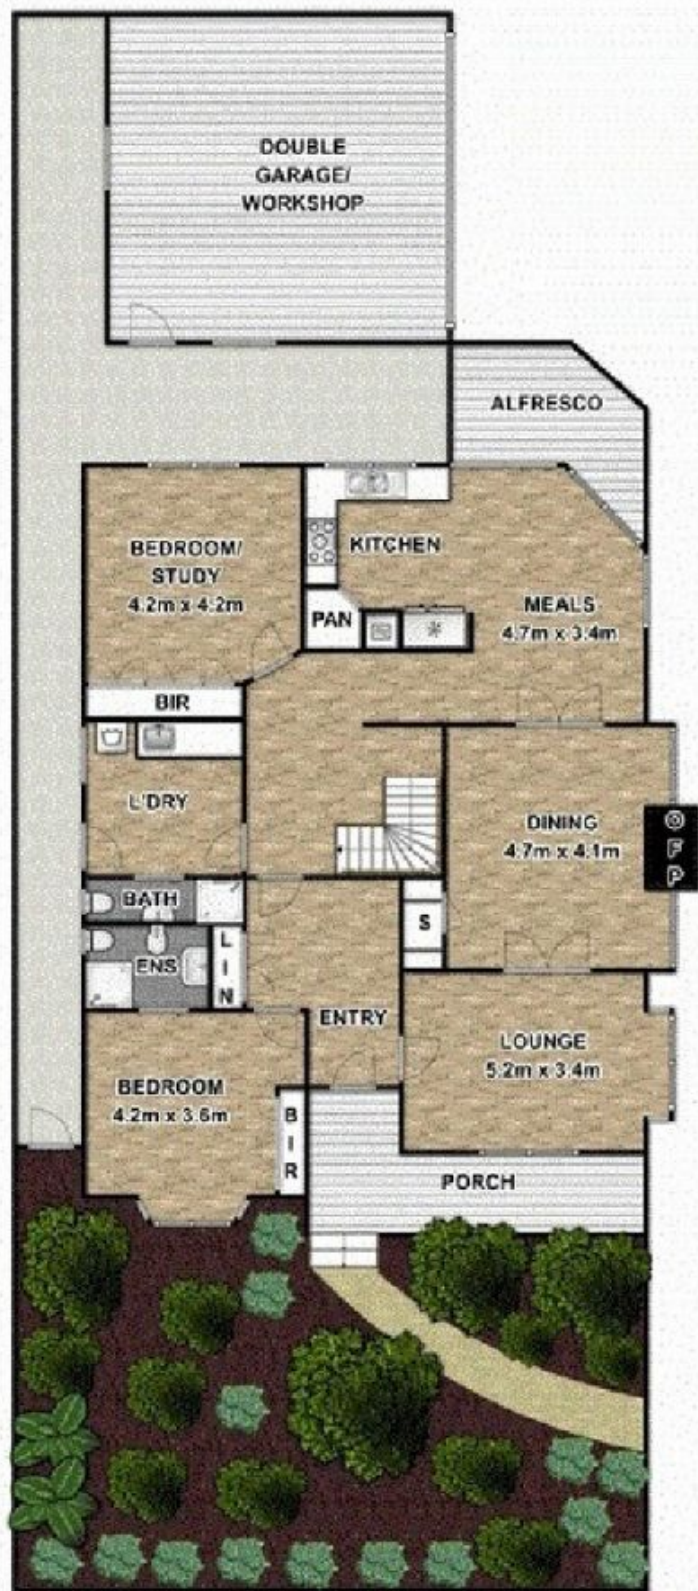 DOUBLE
GARAGE/
WORKSHOP
ALFRESCO
BEDROOM/
STUDY
4.2m x 4.2m
KITCHEN
PAN
MEALS
4.7m x 3.4m
BIR
L'DRY
DINING
4.7m x 4.1m
O
F
P
BATH
S
ENS
L
I
N
ENTRY
LOUNGE
5.2m x 3.4m
BEDROOM
4.2m x 3.6m
B
I
R
PORCH